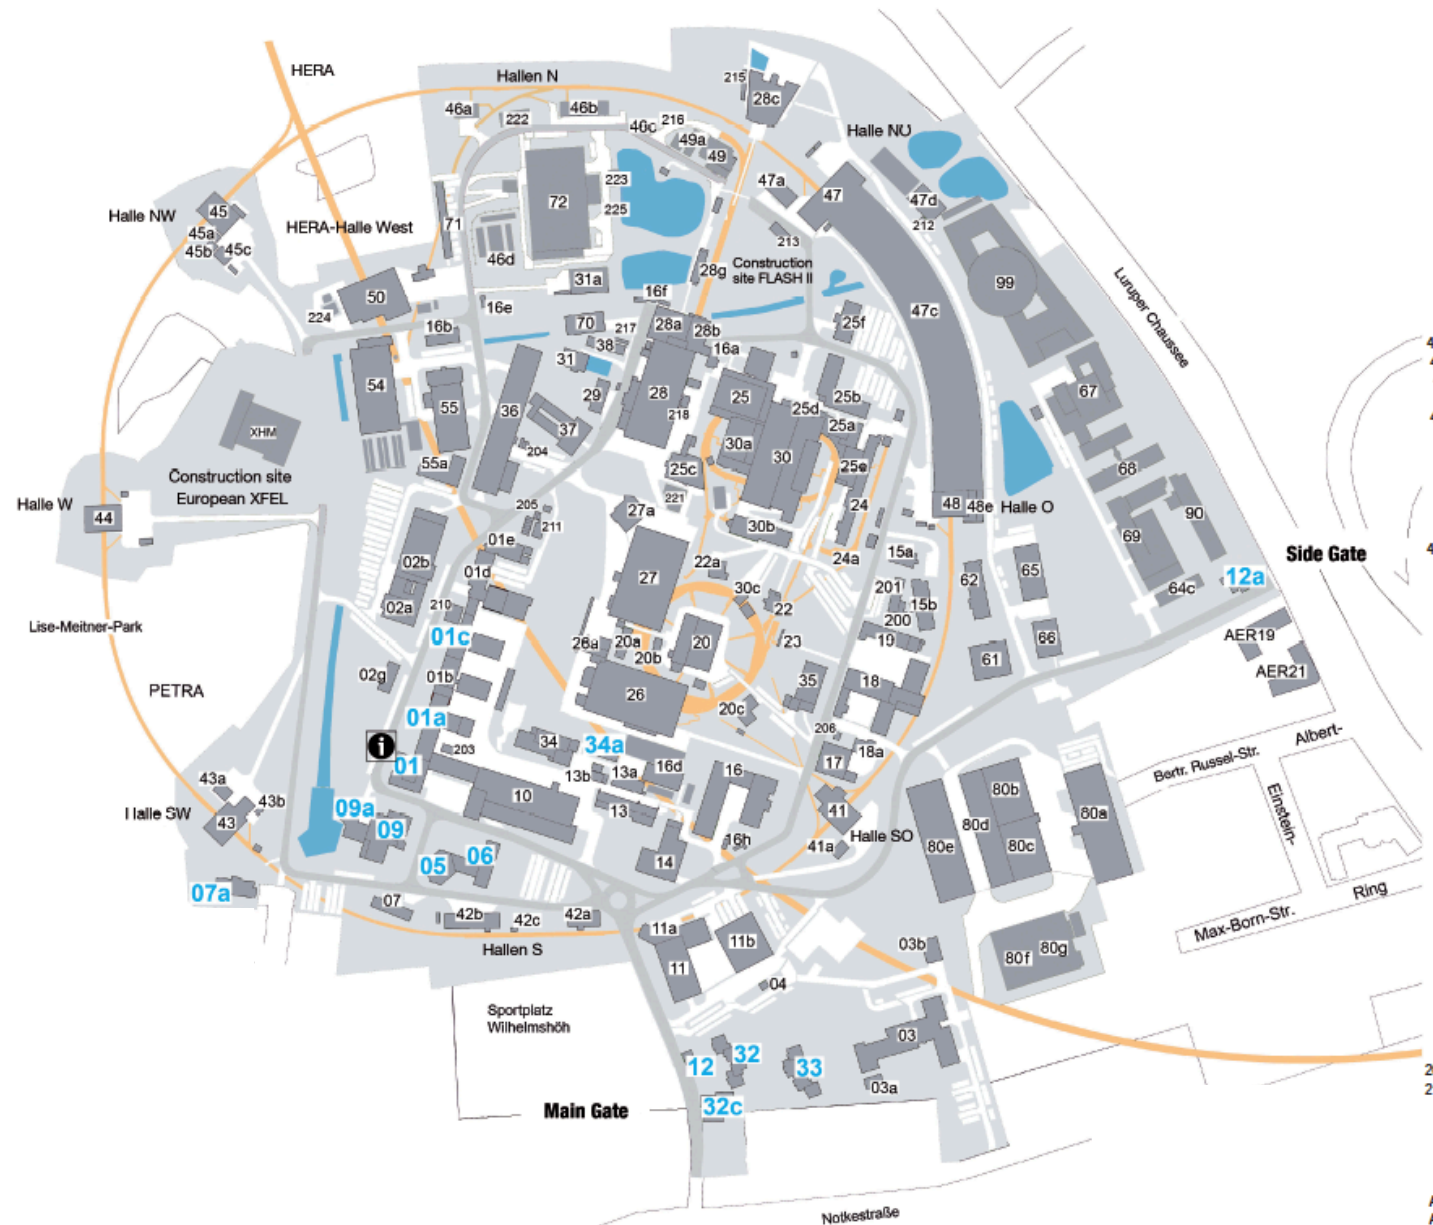 HERA
Hallen N
215
28c
46a
222
46b
46c
216
49a
49
Halle NO
47a
47
47d
212
45
Halle NW
45a
45b
45c
HERA-Halle West
71
72
223
225
46d
213
28g
Construction
site FLASH II
99
Luruper Chaussee
50
224
16e
16b
31a
16f
70
217
38
28a
28b
16a
25f
47c
31
29
54
55
36
37
28
218
25
25d
25b
25a
67
XHM
204
30a
30
25e
55a
25c
221
68
Construction site
European XFEL
Halle W
44
205
211
27a
30b
24
48
48e
Halle O
69
90
Side Gate
01e
02b
01d
27
22a
24a
15a
62
65
64c
12a
02a
210
30c
22
201
15b
200
Lise-Meitner-Park
01c
26a
20a
20b
20
23
19
66
AER19
02g
01b
61
AER21
PETRA
26
35
18
01a
20c
206
203
34
34a
18a
Bertr. Russel-Str.
Albert-
01
13b
13a
16d
16
17
43a
43b
Halle SW
43
10
13
41
Halle SO
80b
80a
Einstein-
09a
09
80d
05
06
14
16h
41a
80e
80c
Ring
07a
07
42b
42c
42a
Max-Born-Str.
Hallen S
11a
11b
03b
80f
80g
11
04
Sportplatz
Wilhelmshöh
03
12
32
33
03a
32c
Main Gate
Notkestraße